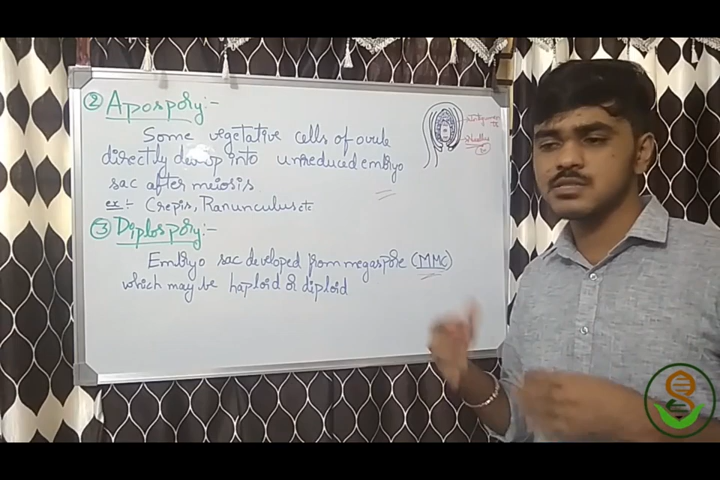 ② Apospory:-
Some vegetative cells of ovule
directly develop into unreduced embryo
sac after meiosis
ex:- Crepis, Ranunculus etc
③ Diplospory:-
Embryo sac developed from megaspore (MMC)
which may be haploid or diploid